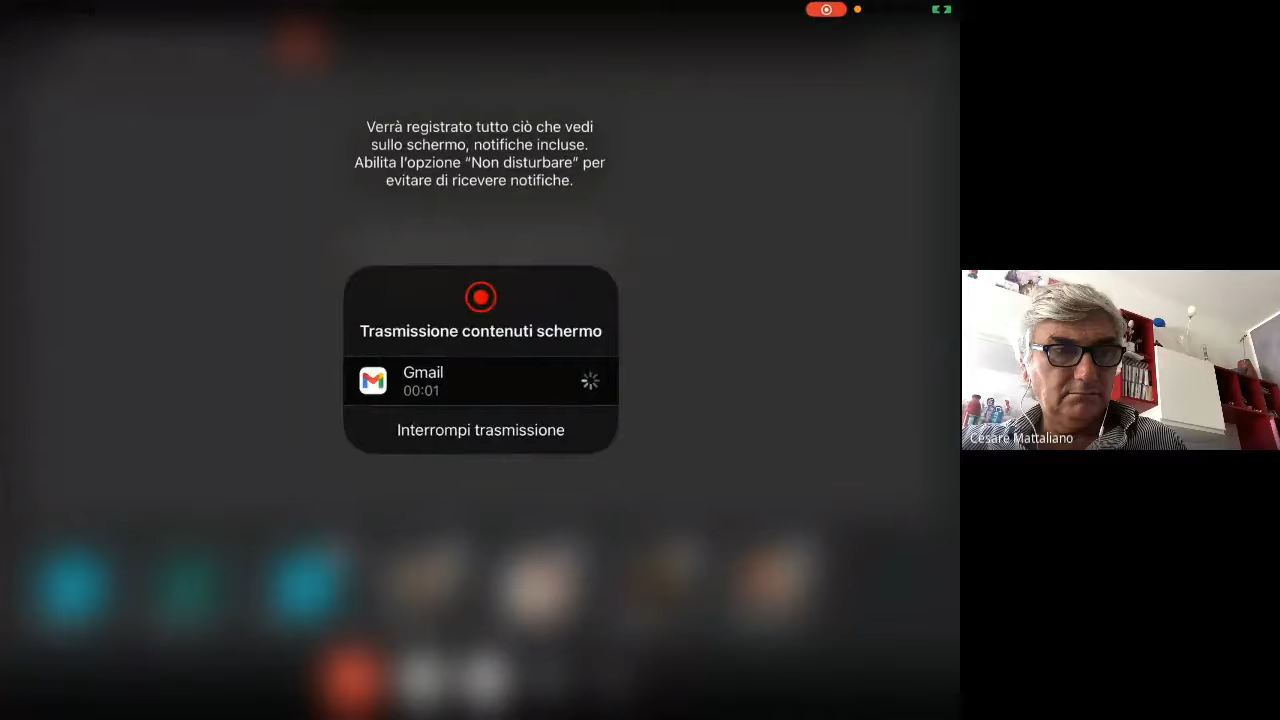 Verrà registrato tutto ciò che vedi
sullo schermo, notifiche incluse.
Abilita l'opzione “Non disturbare” per
evitare di ricevere notifiche.
Trasmissione contenuti schermo
Gmail
00:01
Interrompi trasmissione
Cesare Mattaliano